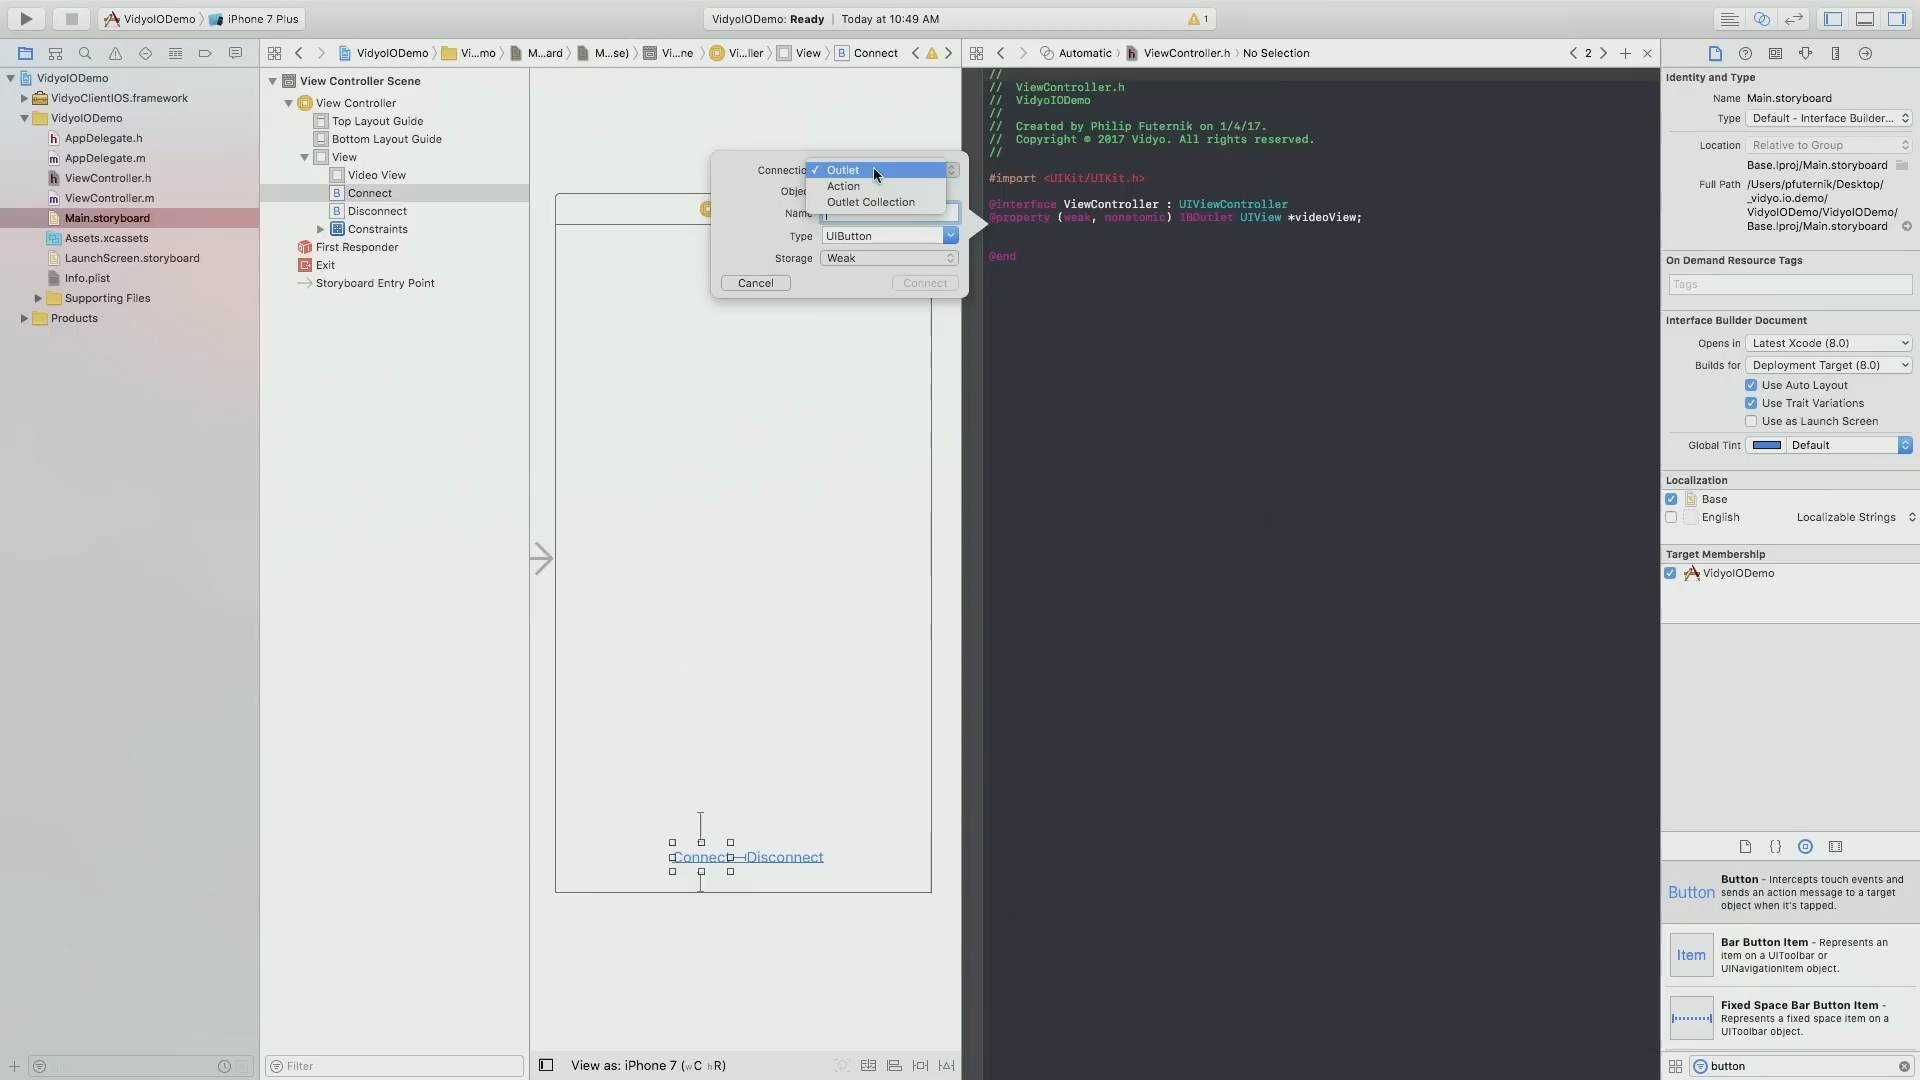 VidyoIODemo
iPhone 7 Plus
VidyoIODemo: Ready
Today at 10:49 AM
1
VidyoIODemo
Vi...mo
M...ard
M...se)
Vi...ne
Vi...ller
View
Connect
Automatic
ViewController.h
No Selection
2
VidyoIODemo
VidyoClientIOS.framework
VidyoIODemo
AppDelegate.h
AppDelegate.m
ViewController.h
ViewController.m
Main.storyboard
Assets.xcassets
LaunchScreen.storyboard
Info.plist
Supporting Files
Products
View Controller Scene
View Controller
Top Layout Guide
Bottom Layout Guide
View
Video View
B Connect
B Disconnect
Constraints
First Responder
Exit
Storyboard Entry Point
Filter
Connectio
Outlet
Action
Outlet Collection
Objec
Name
Type UIButton
Storage Weak
Cancel
Connect
Connect
Disconnect
View as: iPhone 7 (wC hR)
//
// ViewController.h
// VidyoIODemo
//
// Created by Philip Futernik on 1/4/17.
// Copyright © 2017 Vidyo. All rights reserved.
//
#import <UIKit/UIKit.h>
@interface ViewController : UIViewController
@property (weak, nonatomic) IBOutlet UIView *videoView;
@end
Identity and Type
Name Main.storyboard
Type Default - Interface Builder...
Location Relative to Group
Base.lproj/Main.storyboard
Full Path /Users/pfuternik/Desktop/
_vidyo.io.demo/
VidyoIODemo/VidyoIODemo/
Base.lproj/Main.storyboard
On Demand Resource Tags
Tags
Interface Builder Document
Opens in Latest Xcode (8.0)
Builds for Deployment Target (8.0)
Use Auto Layout
Use Trait Variations
Use as Launch Screen
Global Tint Default
Localization
Base
English Localizable Strings
Target Membership
VidyoIODemo
{}
Button
Button - Intercepts touch events and
sends an action message to a target
object when it's tapped.
Item
Bar Button Item - Represents an
item on a UIToolbar or
UINavigationItem object.
Fixed Space Bar Button Item -
Represents a fixed space item on a
UIToolbar object.
button